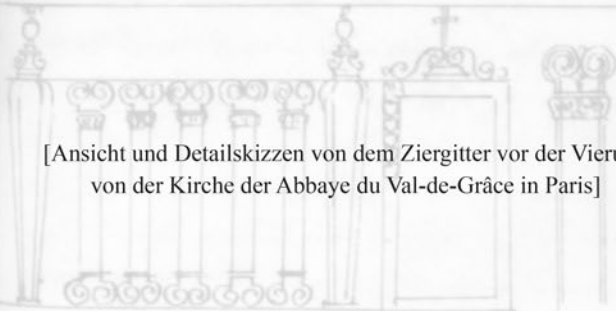 [Ansicht und Detailskizzen von dem Ziergitter vor der
von der Kirche der Abbaye du Val-de-Grâce in Paris]